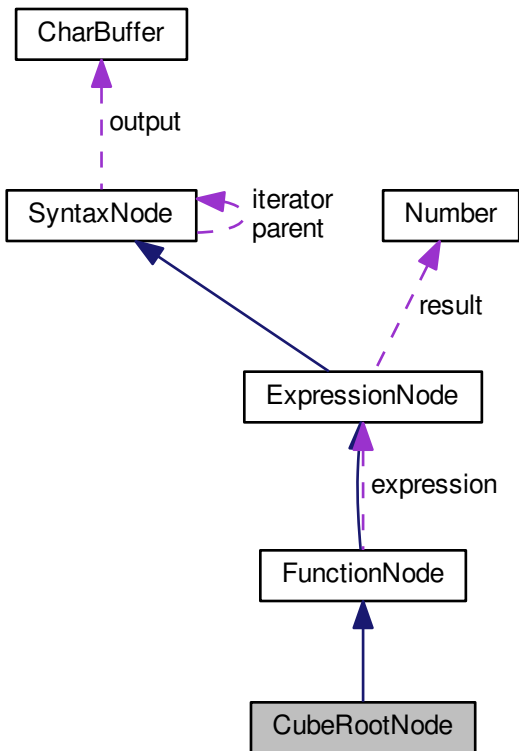 CharBuffer
output
SyntaxNode
iterator
parent
Number
result
ExpressionNode
expression
FunctionNode
CubeRootNode